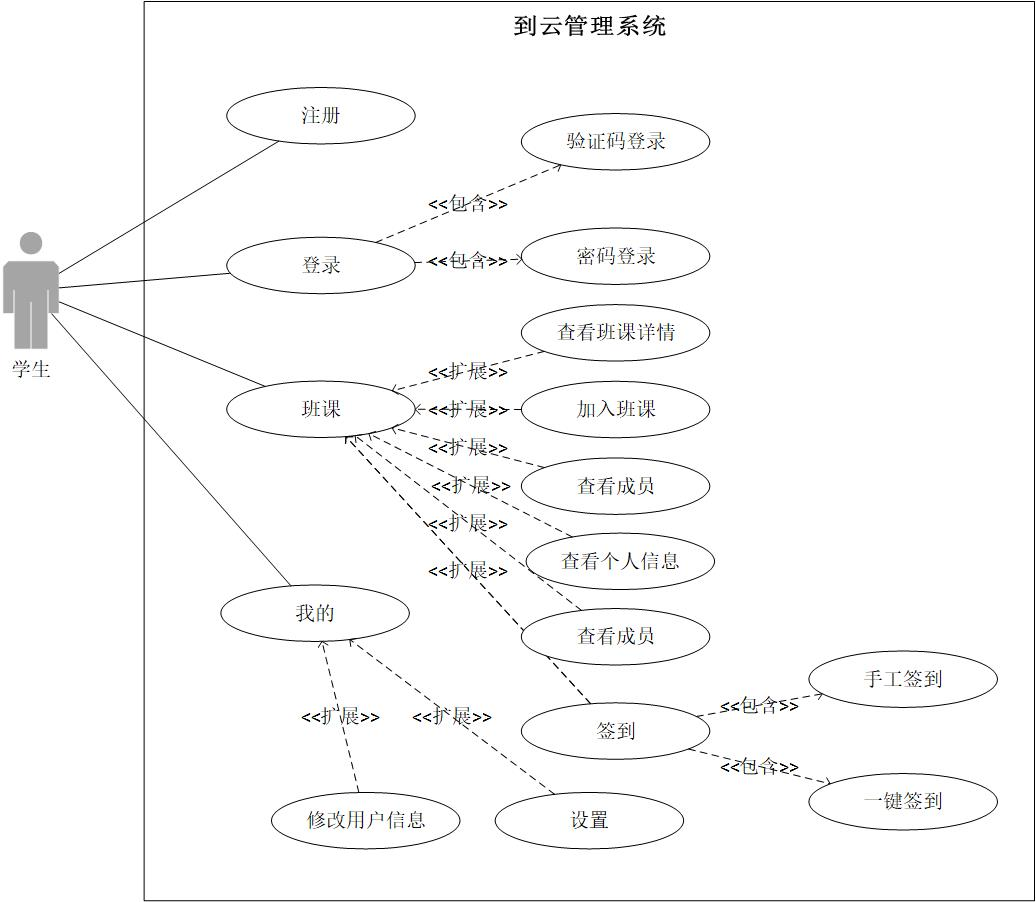 到云管理系统
注册
验证码登录
<<包含>>
学生
登录
<<包含>>
密码登录
查看班课详情
<<扩展>>
班课
<<扩展>>
加入班课
<<扩展>>
查看成员
<<扩展>>
<<扩展>>
查看个人信息
<<扩展>>
我的
查看成员
手工签到
<<包含>>
<<扩展>>
<<扩展>>
签到
<<包含>>
一键签到
修改用户信息
设置